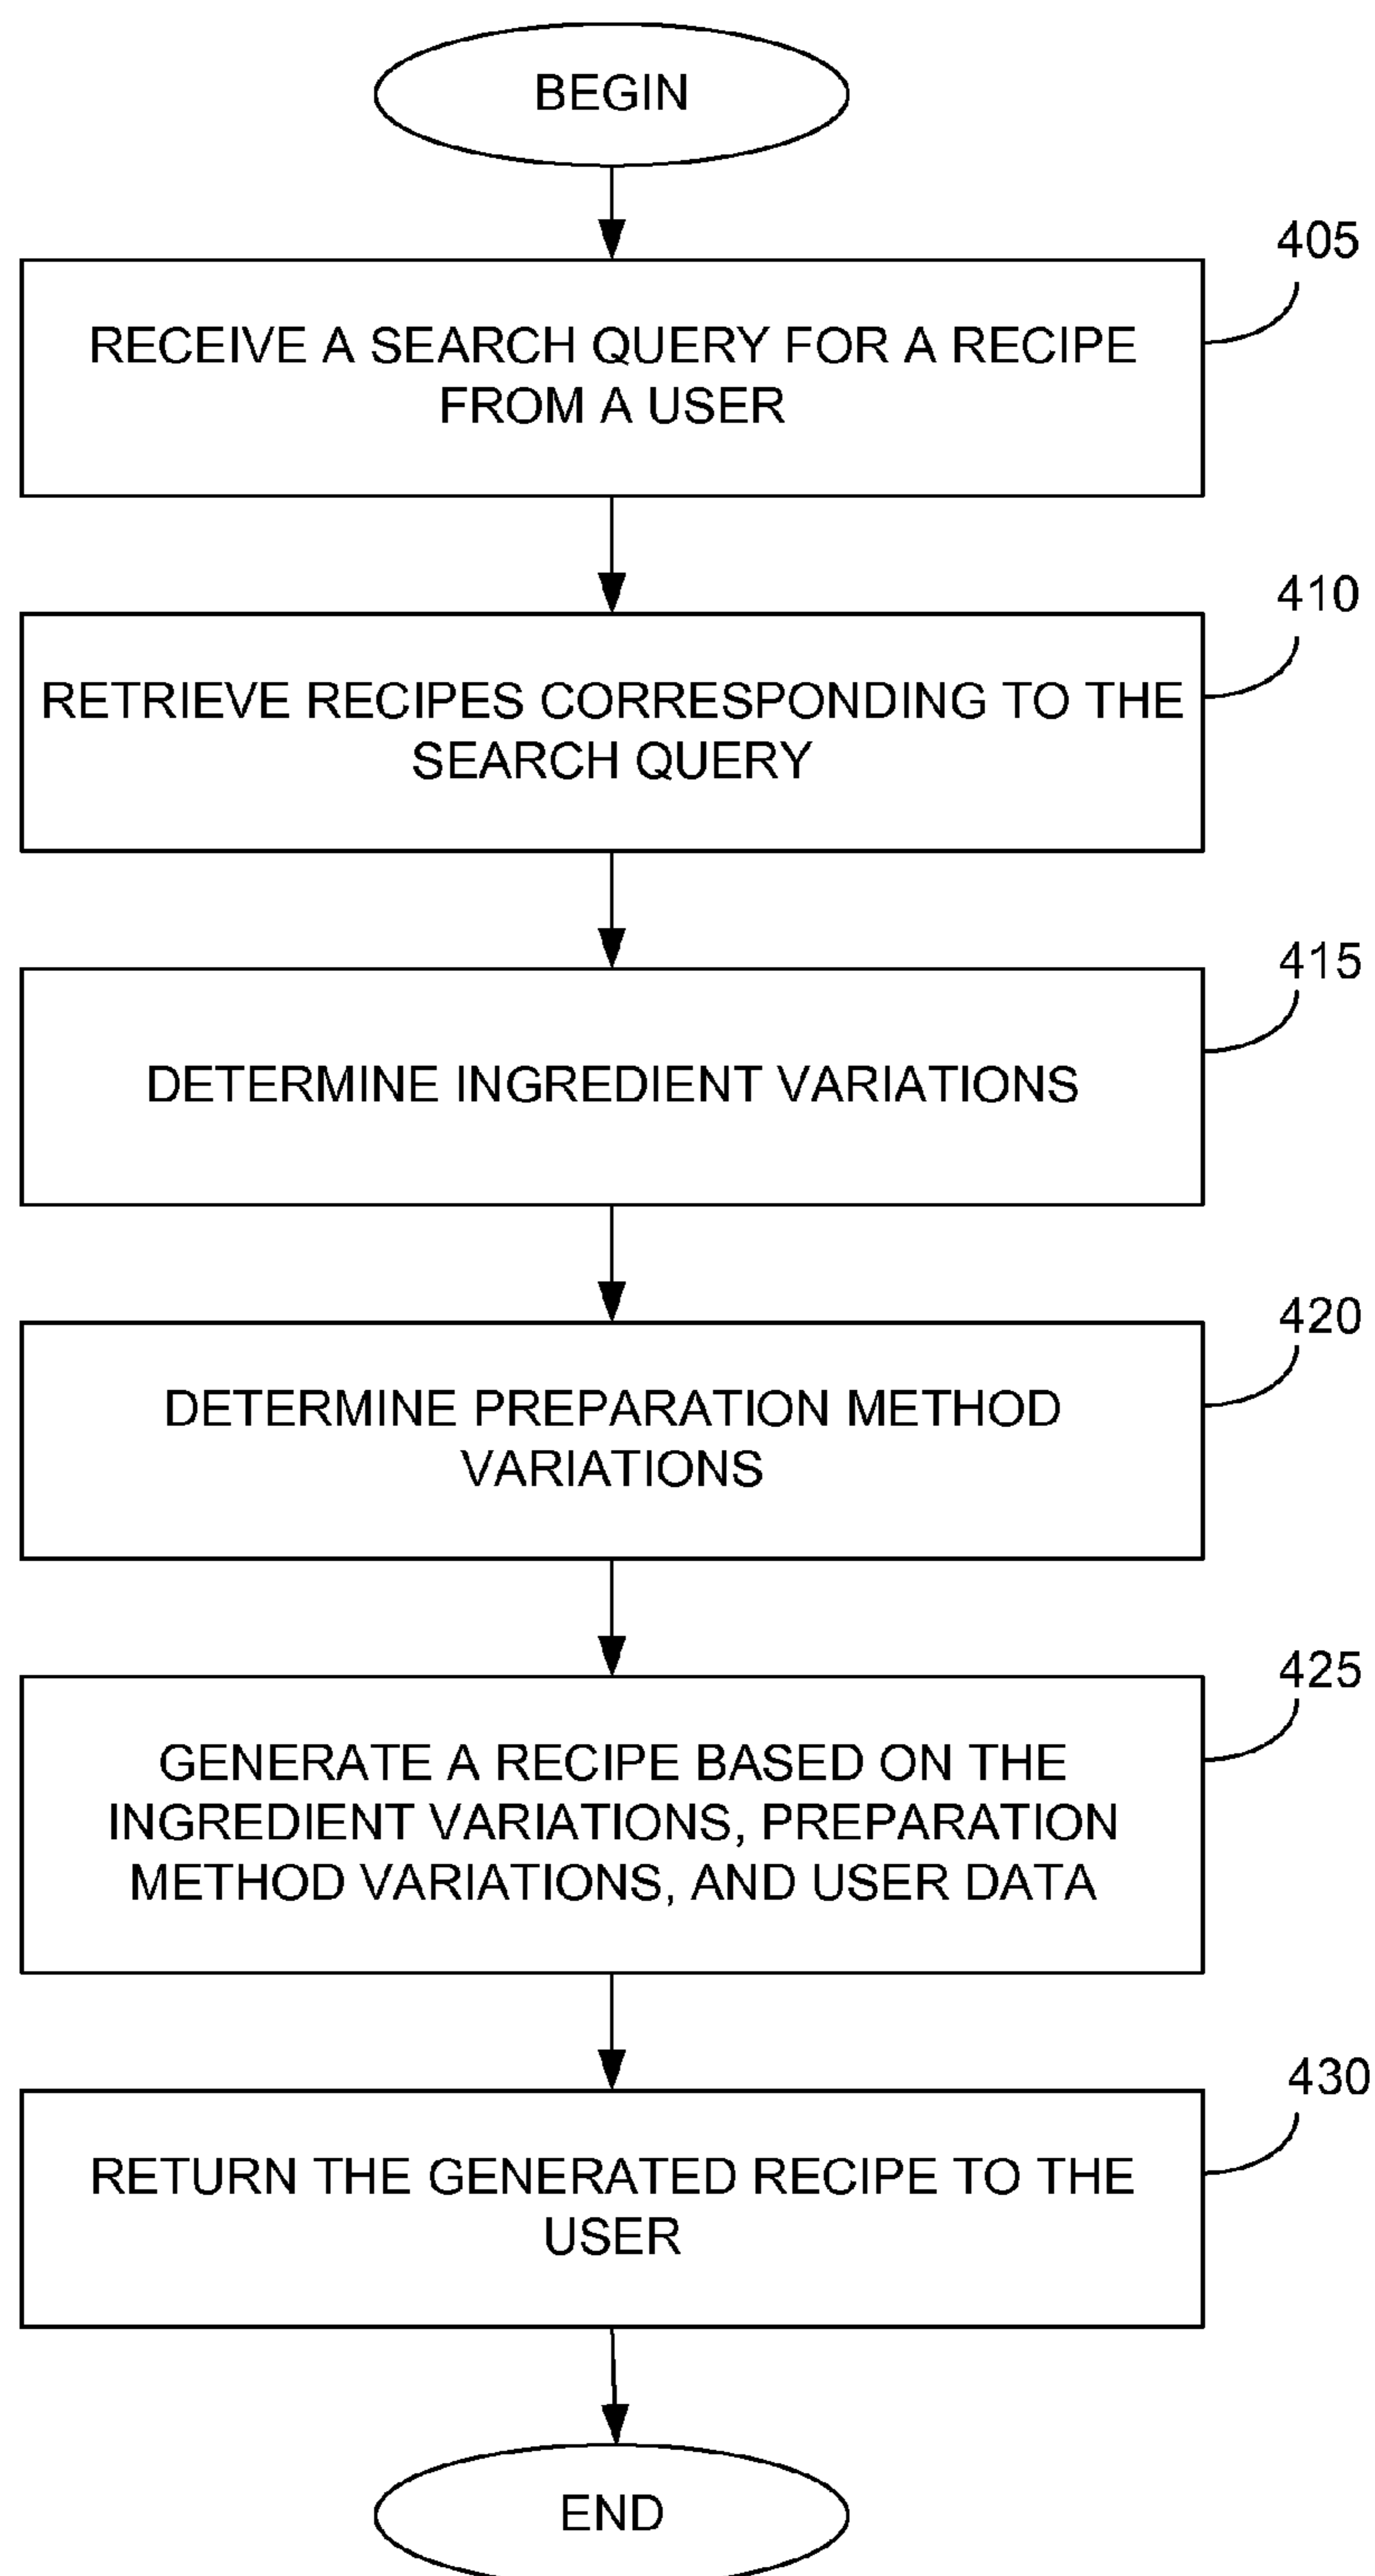 BEGIN
405
RECEIVE A SEARCH QUERY FOR A RECIPE
FROM A USER
410
RETRIEVE RECIPES CORRESPONDING TO THE
SEARCH QUERY
415
DETERMINE INGREDIENT VARIATIONS
420
DETERMINE PREPARATION METHOD
VARIATIONS
425
GENERATE A RECIPE BASED ON THE
INGREDIENT VARIATIONS, PREPARATION
METHOD VARIATIONS, AND USER DATA
430
RETURN THE GENERATED RECIPE TO THE
USER
END